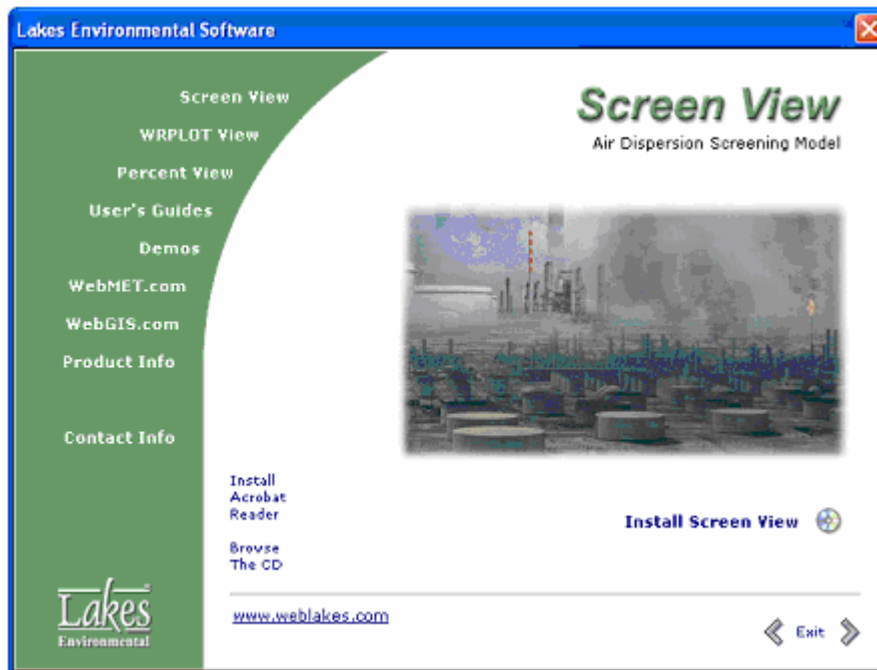 Lakes Environmental Software
Screen View
WRPLOT View
Percent View
User's Guides
Demos
WebMET.com
WebGIS.com
Product Info
Contact Info
Lakes
Environmental
Screen View
Air Dispersion Screening Model
Install
Acrobat
Reader
Browse
The CD
Install Screen View
www.weblakes.com
Exit